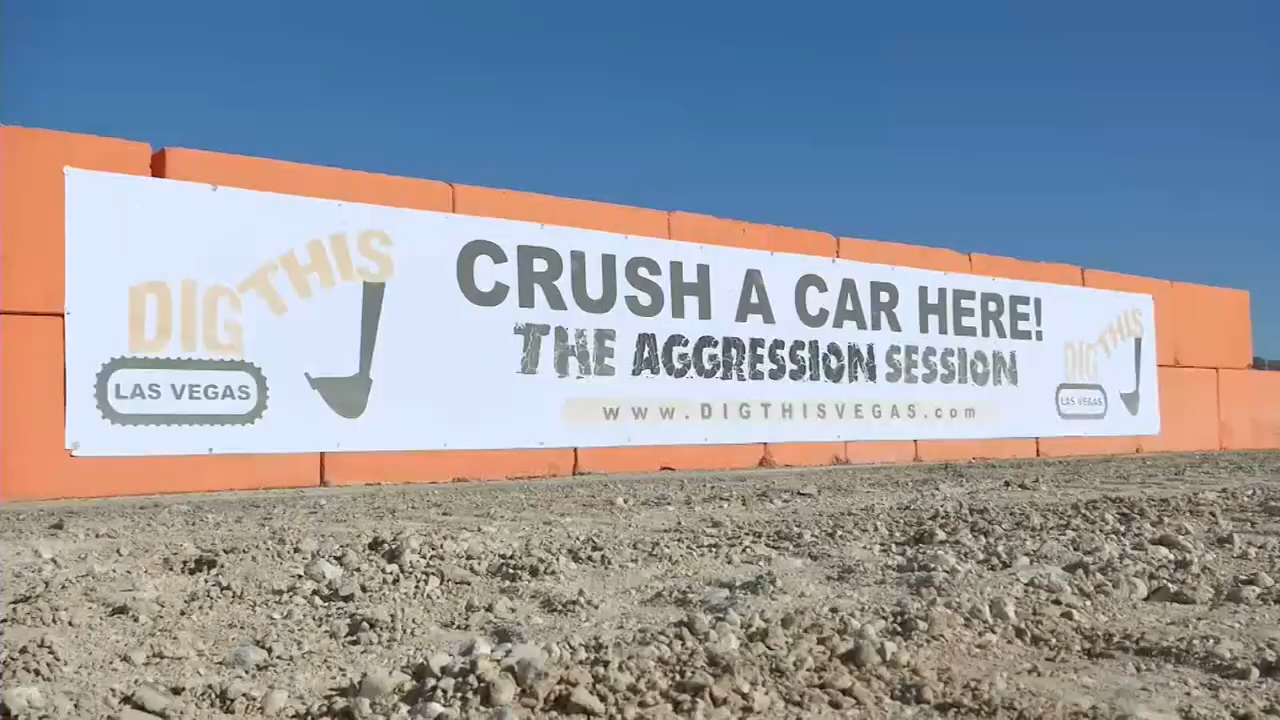 DIG THIS
LAS VEGAS
CRUSH A CAR HERE!
THE AGGRESSION SESSION
www.DIGTHISVEGAS.com
DIG THIS
LAS VEGAS